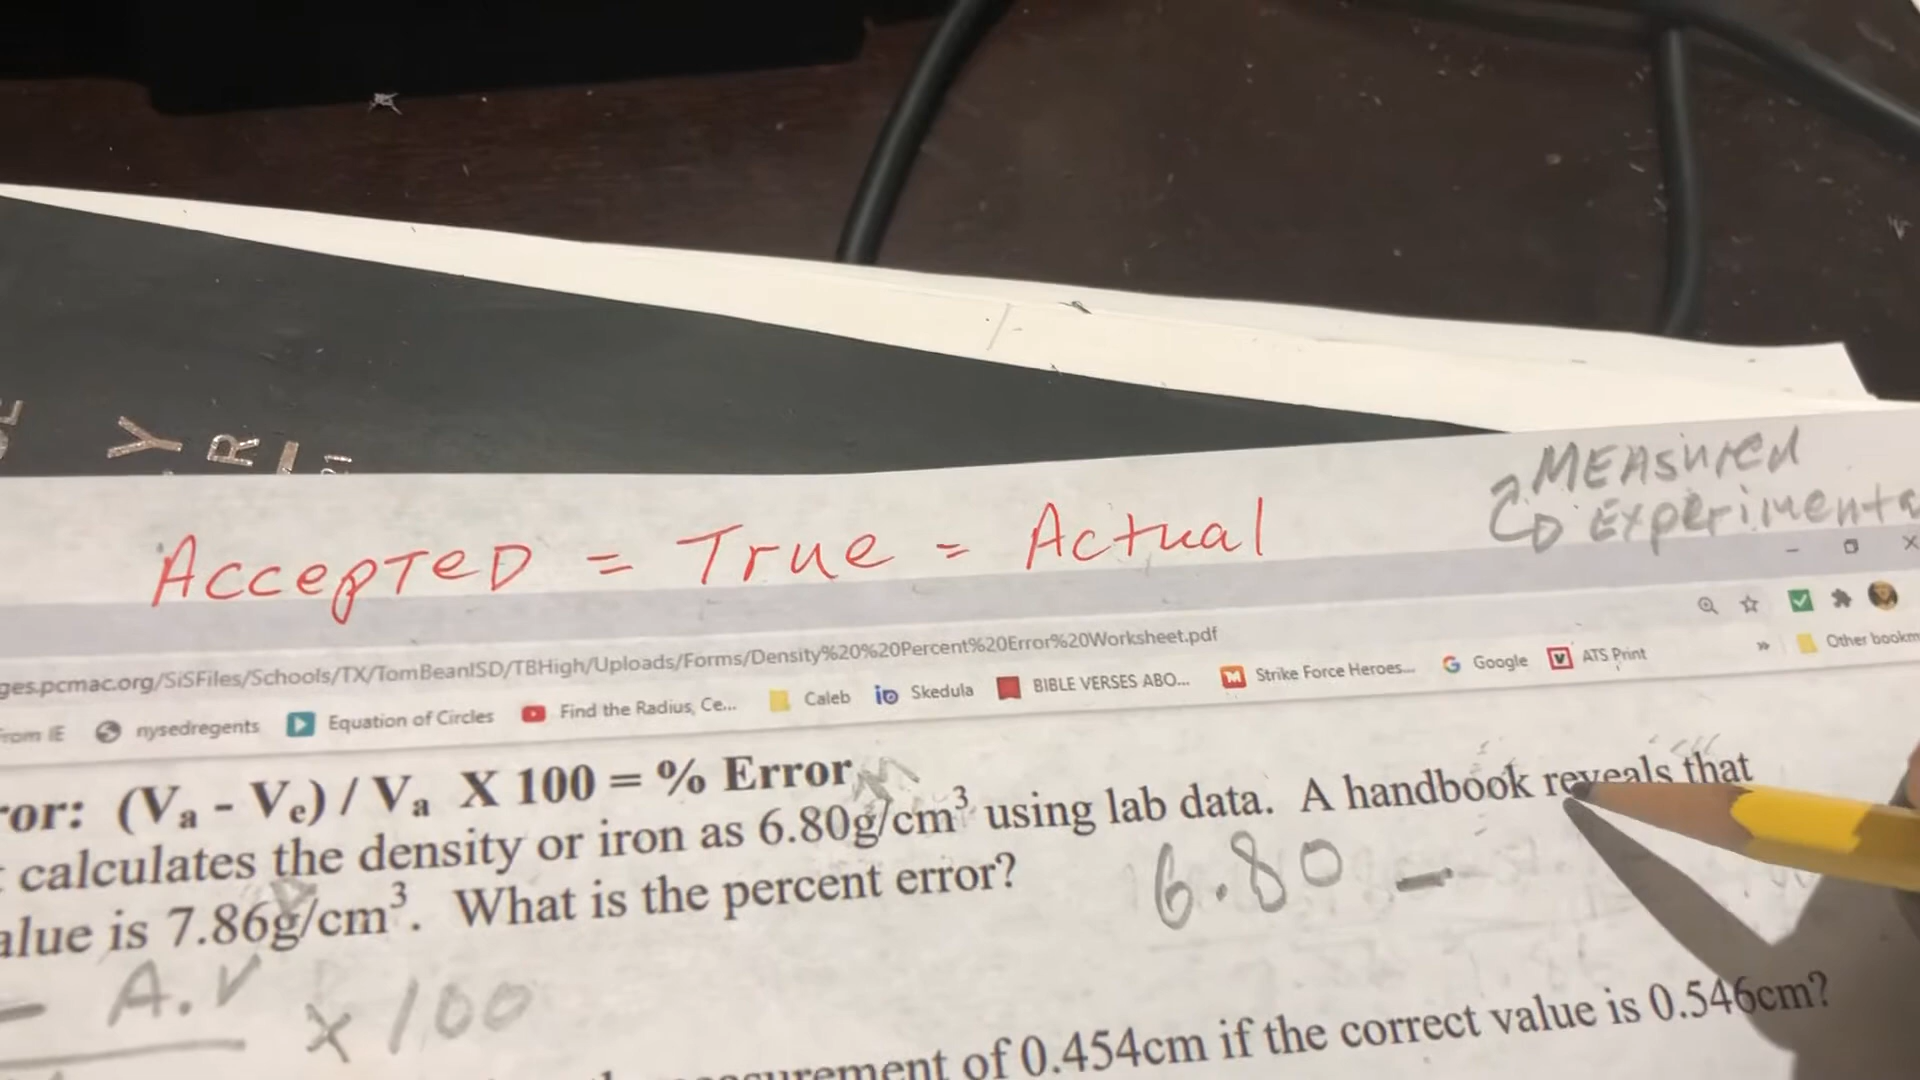 Y
R
MEASUREd
Experimenta
AccepTeD = True = Actual
ges.pcmac.org/SiSFiles/Schools/TX/TomBeanISD/TBHigh/Uploads/Forms/Density%20%20Percent%20Error%20Worksheet.pdf
From IE nysedregents Equation of Circles Find the Radius, Ce... Caleb Skedula BIBLE VERSES ABO... Strike Force Heroes... Google ATS Print » Other bookm
ror: (Va - Ve) / Va X 100 = % Error
calculates the density or iron as 6.80g/cm³ using lab data. A handbook reveals that
alue is 7.86g/cm³. What is the percent error?
6.80 -
- A.V
x 100
urement of 0.454cm if the correct value is 0.546cm?